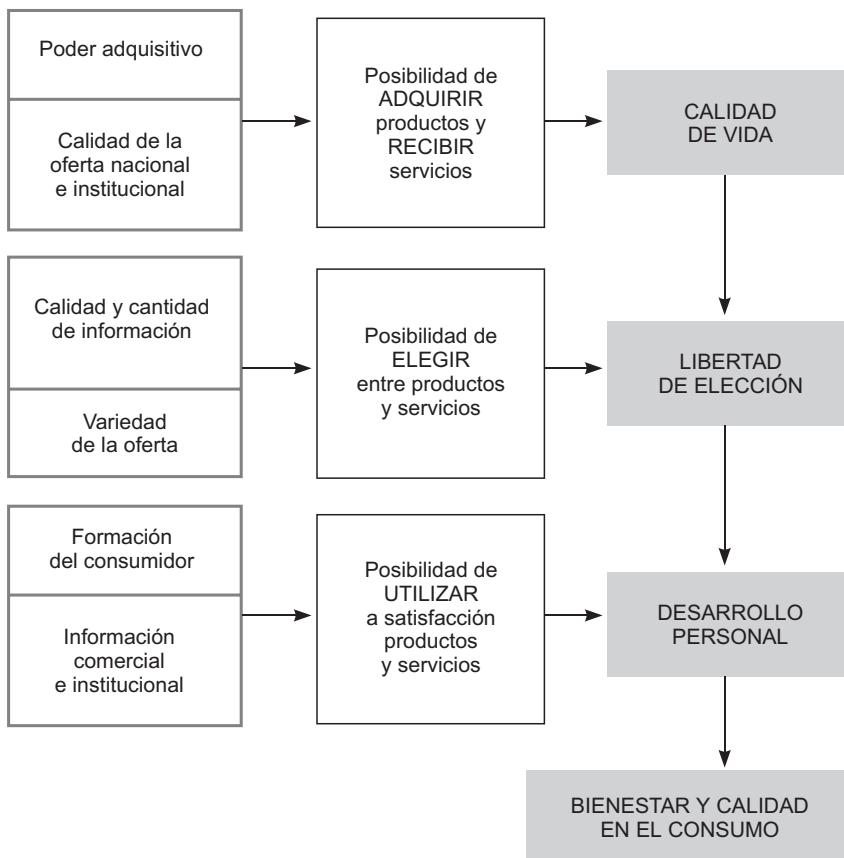 Poder adquisitivo
Calidad de la
oferta nacional
e institucional
Posibilidad de
ADQUIRIR
productos y
RECIBIR
servicios
CALIDAD
DE VIDA
Calidad y cantidad
de información
Variedad
de la oferta
Posibilidad de
ELEGIR
entre productos
y servicios
LIBERTAD
DE ELECCIÓN
Formación
del consumidor
Información
comercial
e institucional
Posibilidad de
UTILIZAR
a satisfacción
productos
y servicios
DESARROLLO
PERSONAL
BIENESTAR Y CALIDAD
EN EL CONSUMO